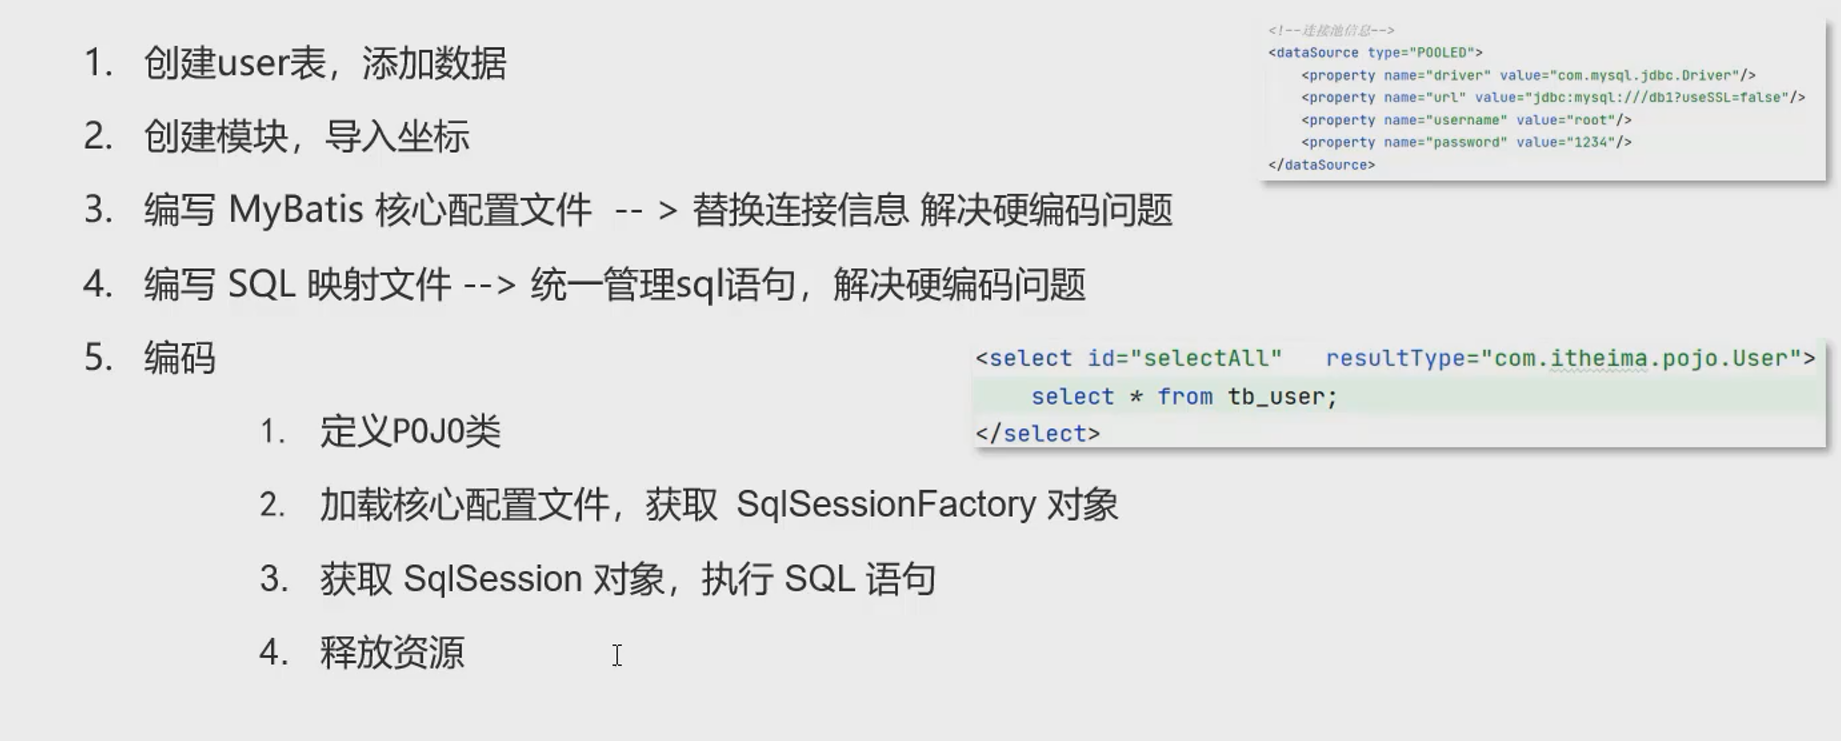 1. 创建user表，添加数据
2. 创建模块，导入坐标
3. 编写 MyBatis 核心配置文件 -- > 替换连接信息 解决硬编码问题
4. 编写 SQL 映射文件 --> 统一管理sql语句，解决硬编码问题
5. 编码
1. 定义POJO类
2. 加载核心配置文件，获取 SqlSessionFactory 对象
3. 获取 SqlSession 对象，执行 SQL 语句
4. 释放资源
<!--连接池信息-->
<dataSource type="POOLED">
<property name="driver" value="com.mysql.jdbc.Driver"/>
<property name="url" value="jdbc:mysql:///db1?useSSL=false"/>
<property name="username" value="root"/>
<property name="password" value="1234"/>
</dataSource>
<select id="selectAll" resultType="com.itheima.pojo.User">
select * from tb_user;
</select>